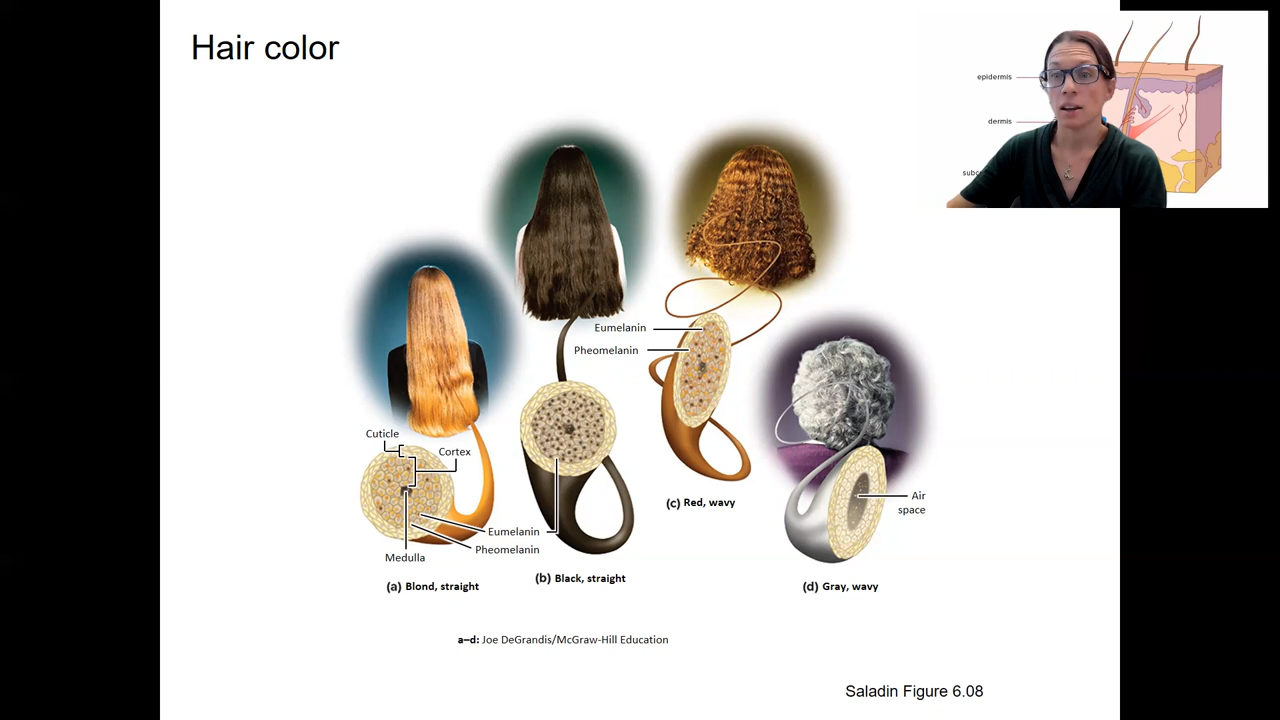 Hair color
epidermis
dermis
Eumelanin
Pheomelanin
Cuticle
Cortex
Air
space
(c) Red, wavy
Eumelanin
Pheomelanin
Medulla
(a) Blond, straight
(b) Black, straight
(d) Gray, wavy
a–d: Joe DeGrandis/McGraw-Hill Education
Saladin Figure 6.08